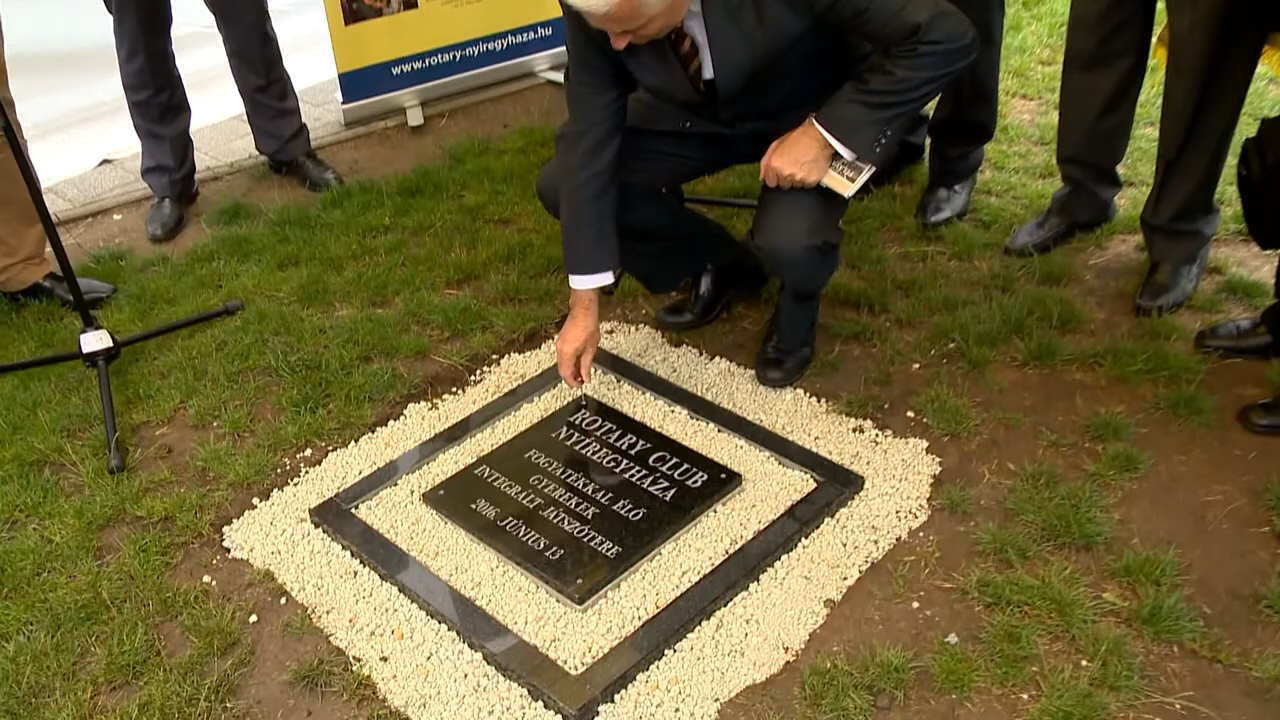 www.rotary-nyiregyhaza.hu
ROTARY CLUB
NYÍREGYHÁZA
FOGYATÉKKAL ÉLŐ
GYEREKEK
INTEGRÁLT JÁTSZÓTERE
2016. JÚNIUS 13